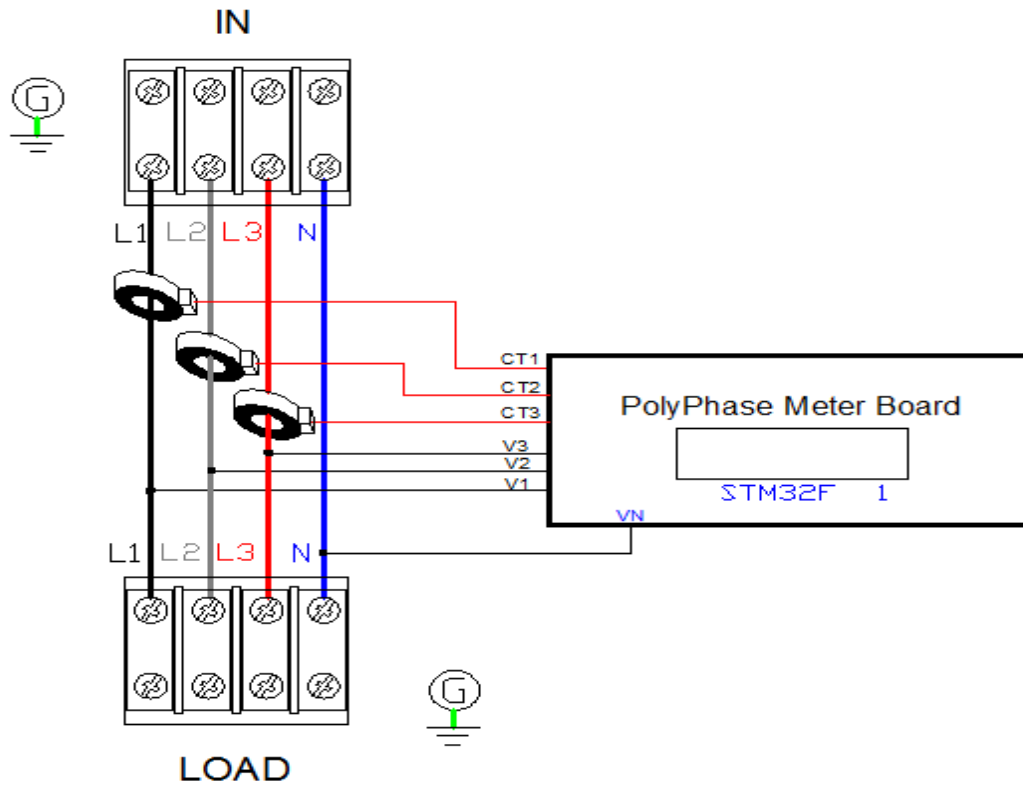 IN
G
L1 L2 L3 N
CT1
CT2
CT3
PolyPhase Meter Board
V3
V2
V1
STM32F 1
VN
L1 L2 L3 N
G
LOAD